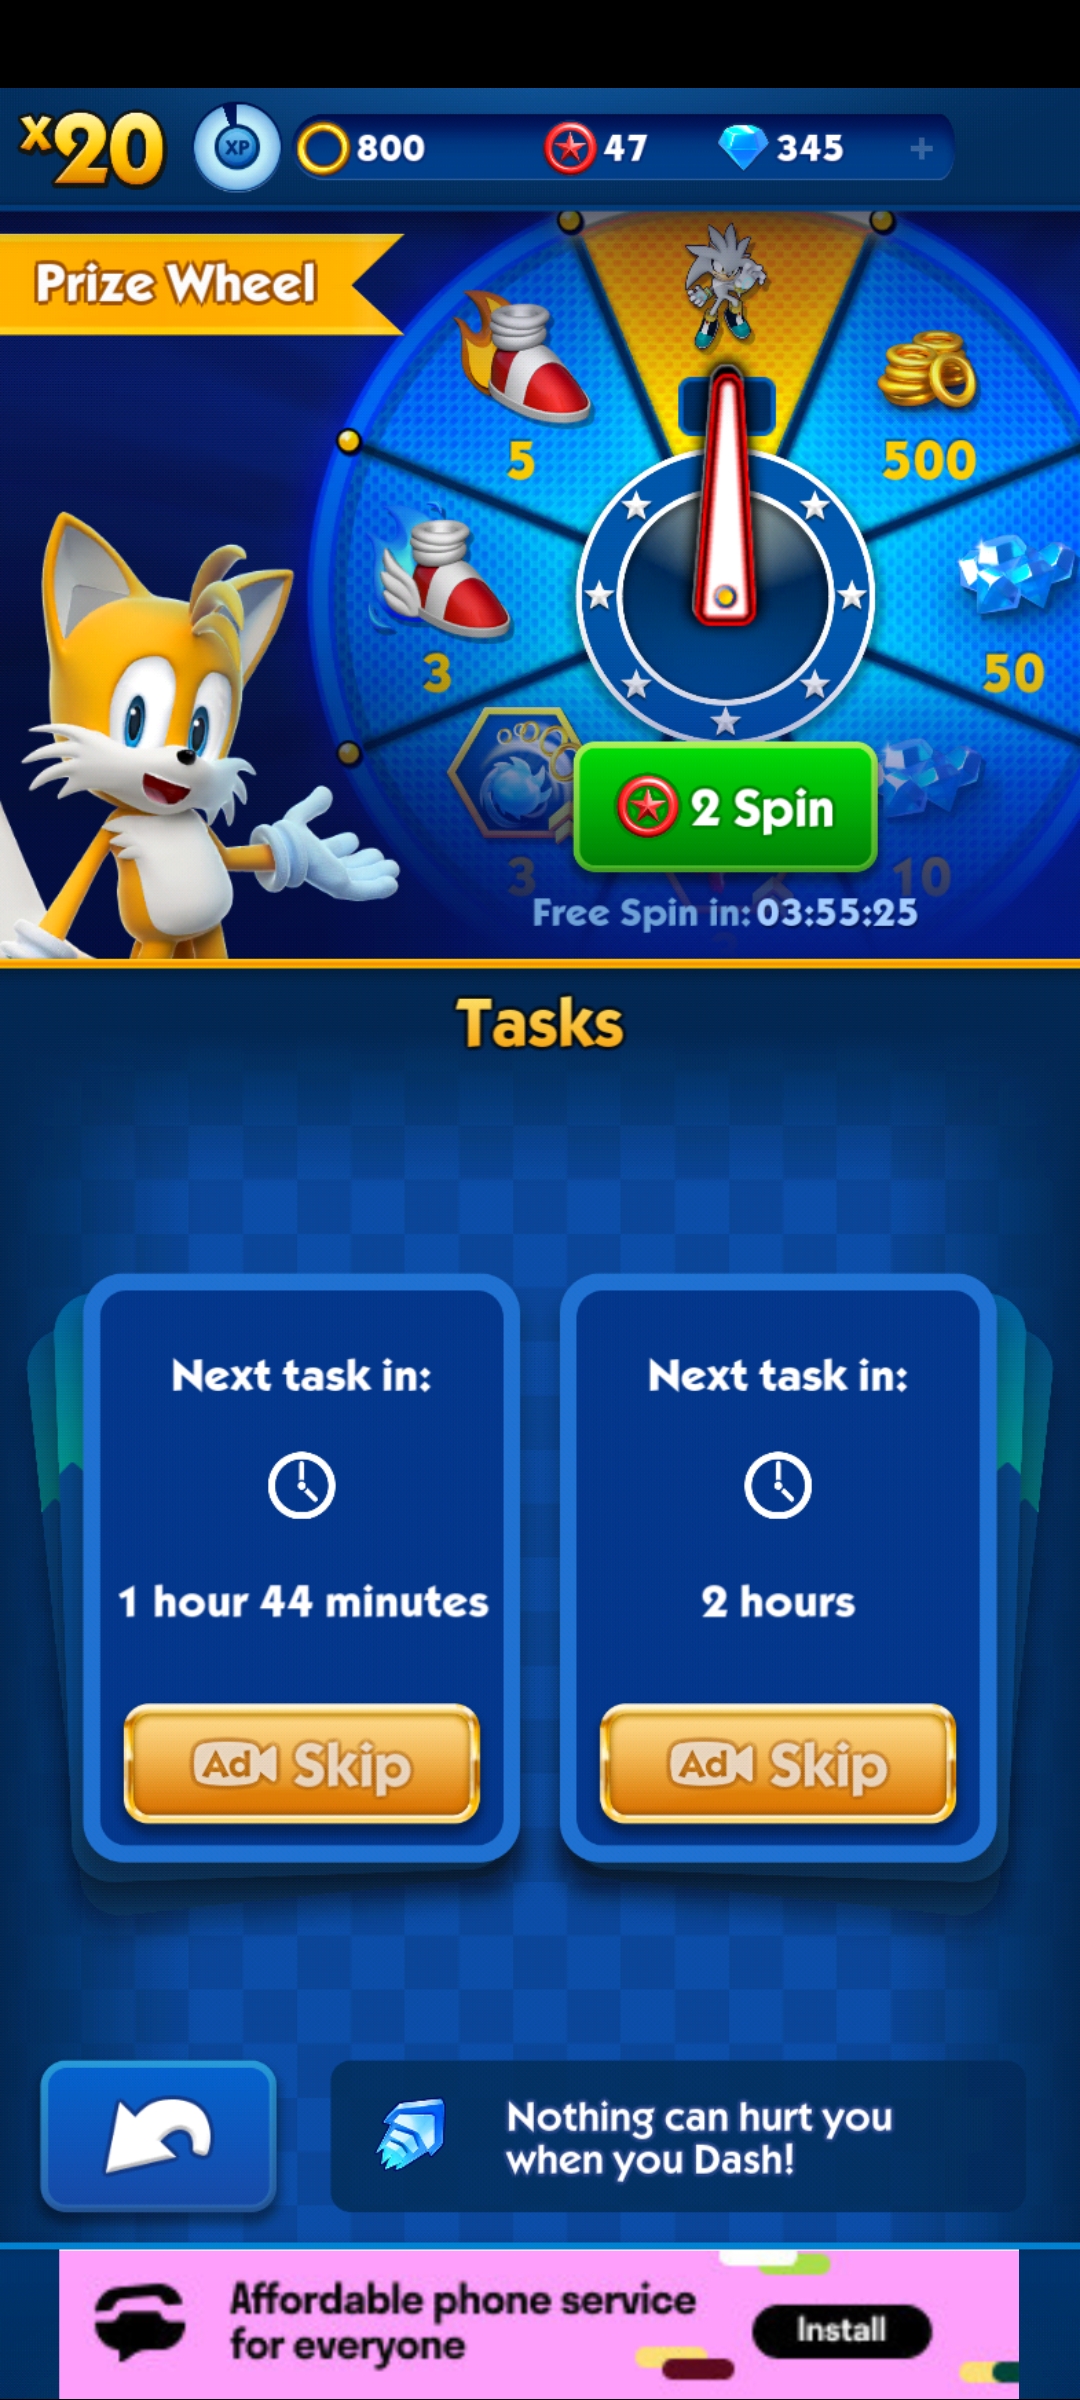 x20
XP
800
47
345
+
Prize Wheel
5
500
3
50
3
10
2 Spin
Free Spin in: 03:55:25
Tasks
Next task in:
1 hour 44 minutes
Ad Skip
Next task in:
2 hours
Ad Skip
Nothing can hurt you
when you Dash!
Affordable phone service
for everyone
Install